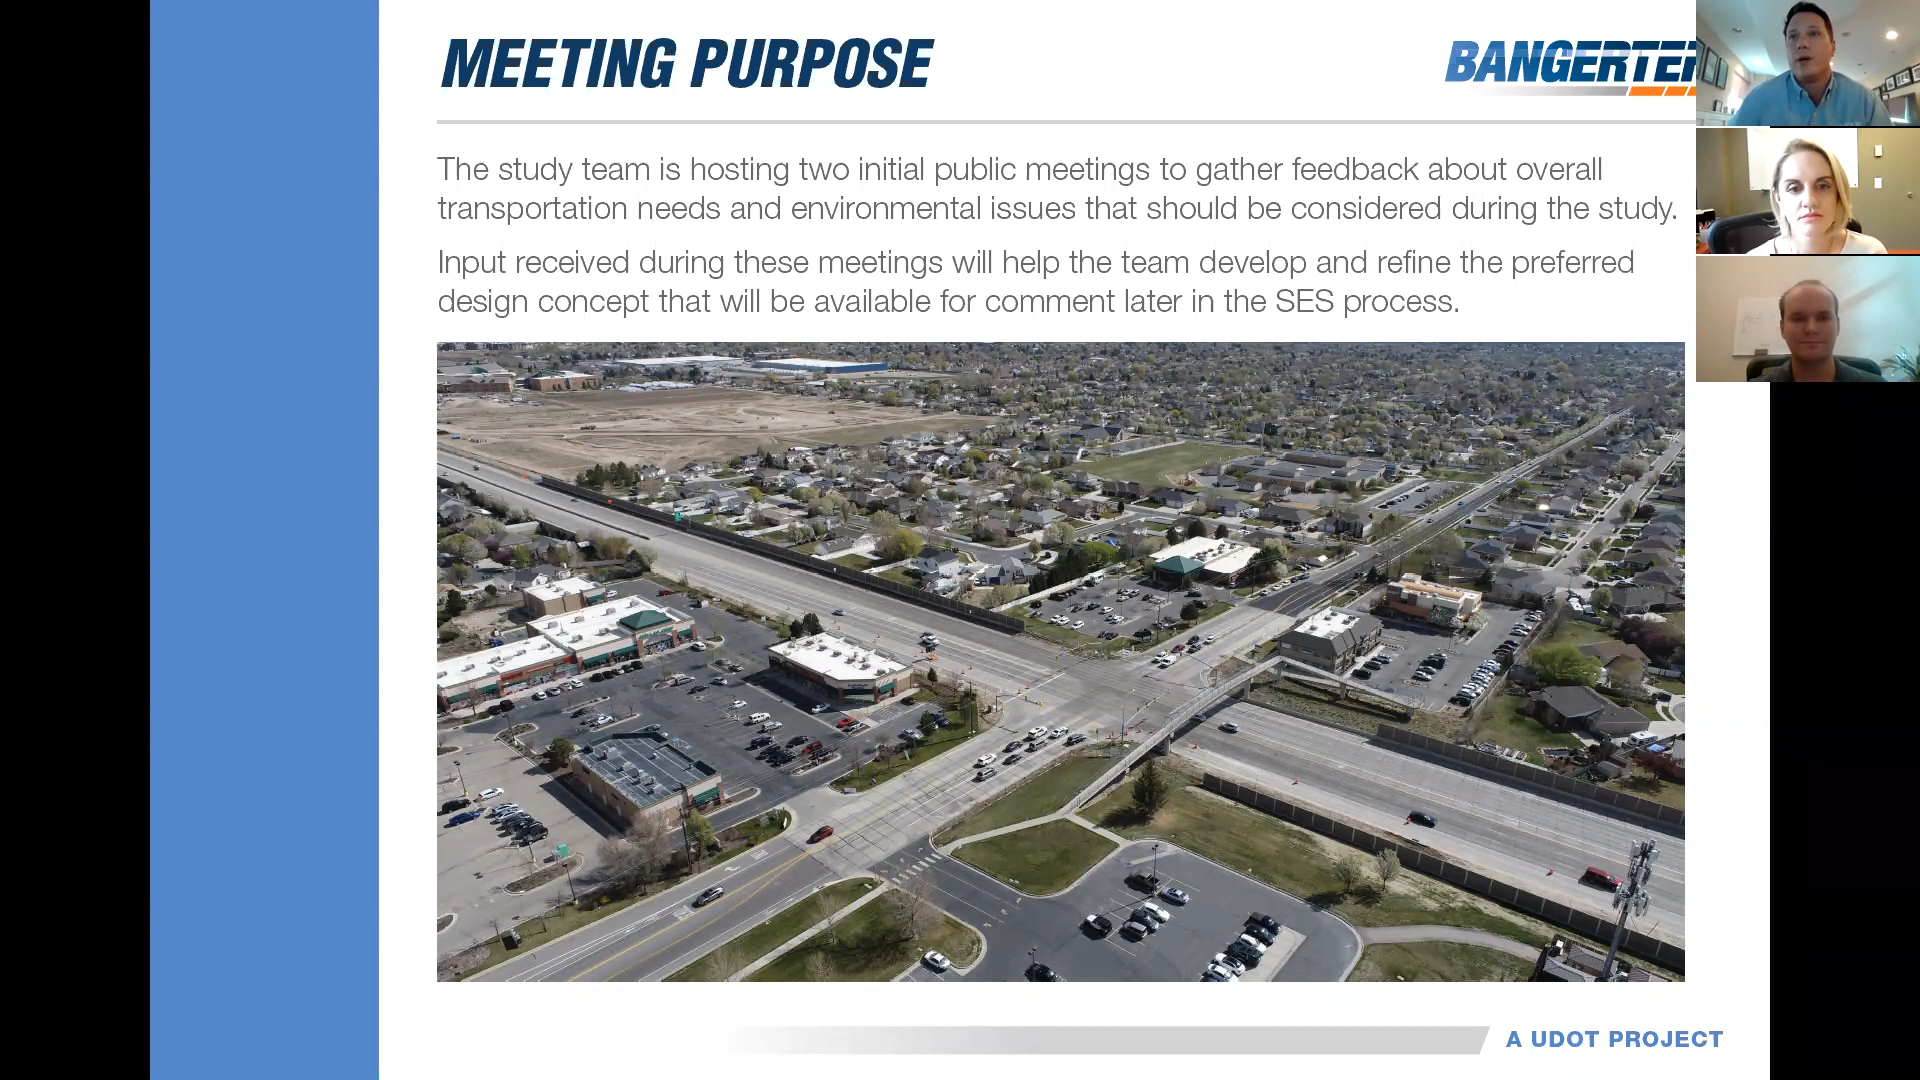 MEETING PURPOSE
BANGERTER
The study team is hosting two initial public meetings to gather feedback about overall
transportation needs and environmental issues that should be considered during the study.
Input received during these meetings will help the team develop and refine the preferred
design concept that will be available for comment later in the SES process.
A UDOT PROJECT